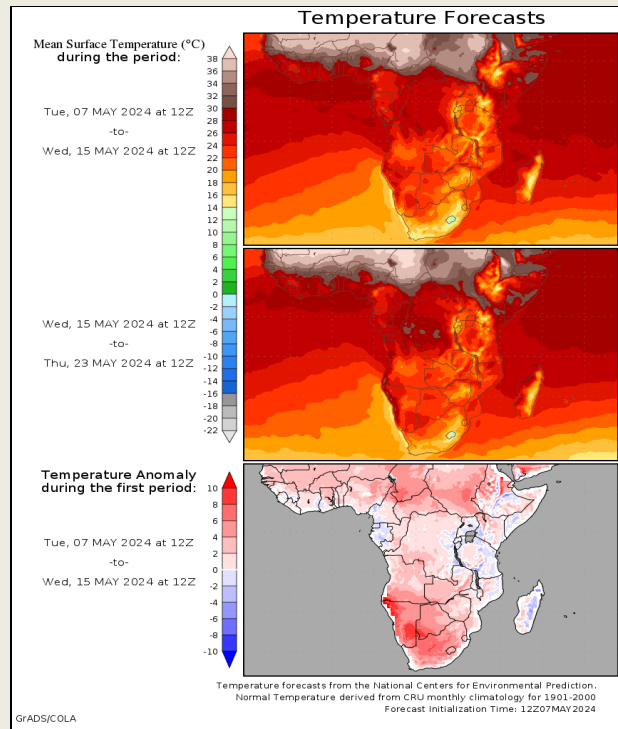 Temperature Forecasts
Mean Surface Temperature (°C)
during the period:
38
36
34
32
30
28
26
24
22
20
18
16
14
12
10
8
6
4
2
0
-2
-4
-6
-8
-10
-12
-14
-16
-18
-20
-22
Tue, 07 MAY 2024 at 12Z
-to-
Wed, 15 MAY 2024 at 12Z
Wed, 15 MAY 2024 at 12Z
-to-
Thu, 23 MAY 2024 at 12Z
Temperature Anomaly
during the first period:
10
8
6
4
2
0
-2
-4
-6
-8
-10
Tue, 07 MAY 2024 at 12Z
-to-
Wed, 15 MAY 2024 at 12Z
Temperature forecasts from the National Centers for Environmental Prediction.
Normal Temperature derived from CRU monthly climatology for 1901-2000
Forecast Initialization Time: 12Z07MAY2024
GrADS/COLA